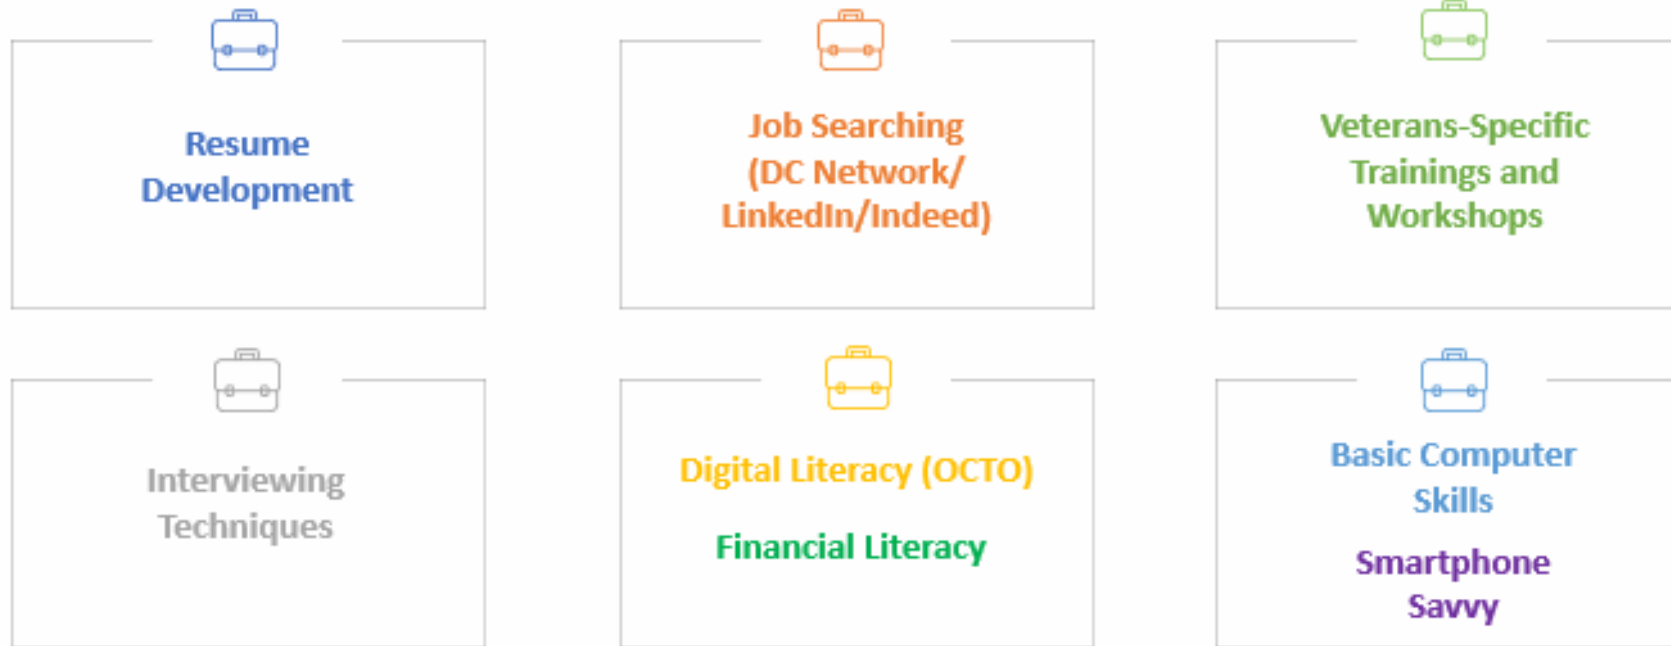 Resume
Development
Job Searching
(DC Network/
LinkedIn/Indeed)
Veterans-Specific
Trainings and
Workshops
Interviewing
Techniques
Digital Literacy (OCTO)
Financial Literacy
Basic Computer
Skills
Smartphone
Savvy